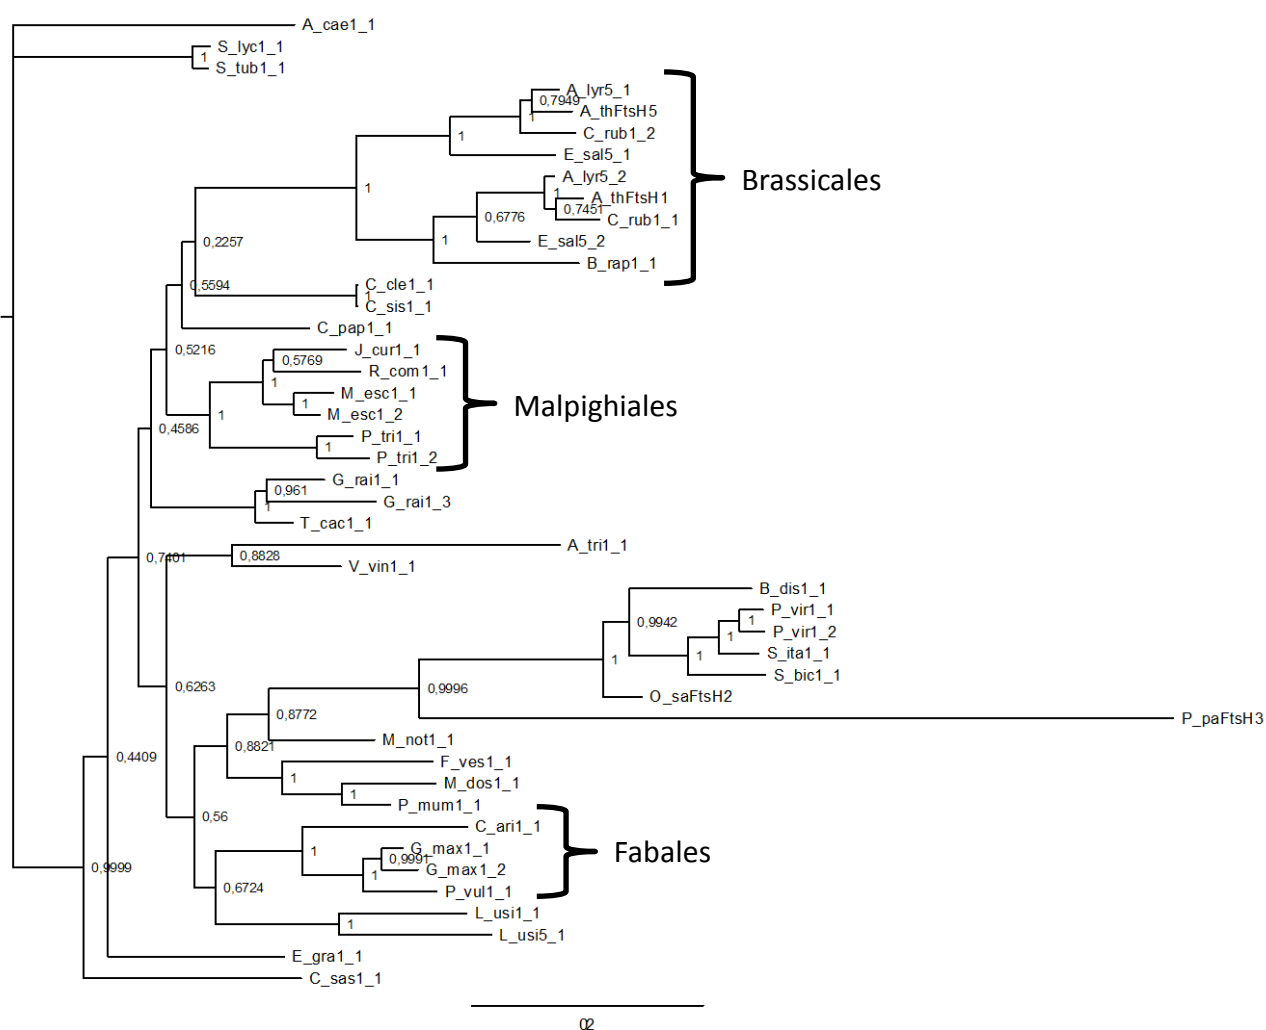 A_cae1_1
S_lyc1_1
1
S_tub1_1
A_lyr5_1
0,7949
A_thFtsH5
1
C_rub1_2
1
E_sal5_1
A_lyr5_2
Brassicales
1
1
A_thFtsH1
0,7451
0,6776
C_rub1_1
1
E_sal5_2
0,2257
B_rap1_1
C_cle1_1
0,5594
1
C_sis1_1
C_pap1_1
0,5216
J_cur1_1
0,5769
R_com1_1
1
M_esc1_1
1
Malpighiales
1
M_esc1_2
0,4586
P_tri1_1
1
P_tri1_2
G_rai1_1
0,961
G_rai1_3
1
T_cac1_1
A_tri1_1
0,7401
0,8828
V_vin1_1
B_dis1_1
P_vir1_1
1
0,9942
P_vir1_2
1
S_ita1_1
1
1
S_bic1_1
0,6263
0,9996
O_saFtsH2
0,8772
P_paFtsH3
M_not1_1
0,8821
0,4409
F_ves1_1
1
M_dos1_1
1
P_mum1_1
0,56
C_ari1_1
G_max1_1
1
0,9991
Fabales
0,9999
G_max1_2
1
0,6724
P_vul1_1
L_usi1_1
1
L_usi5_1
E_gra1_1
C_sas1_1
02